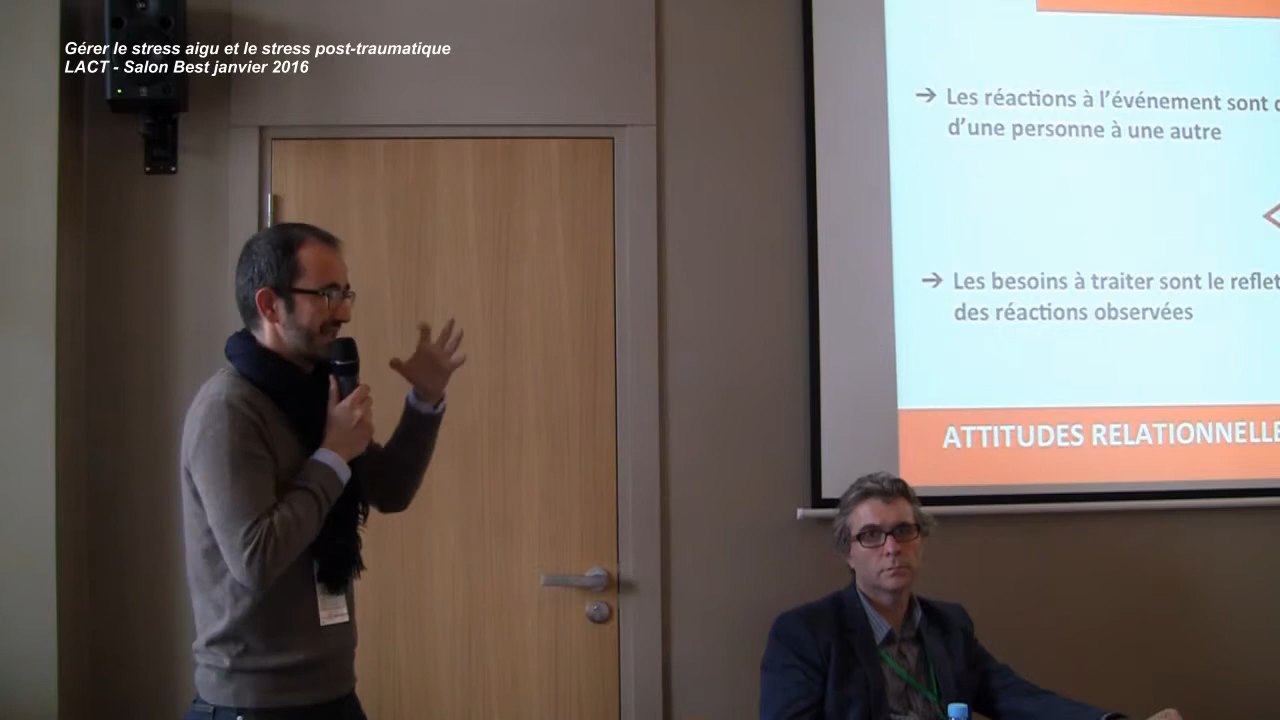 Gérer le stress aigu et le stress post-traumatique
LACT - Salon Best janvier 2016
➔ Les réactions à l'événement sont
d'une personne à une autre
➔ Les besoins à traiter sont le reflet
des réactions observées
ATTITUDES RELATIONNELLE